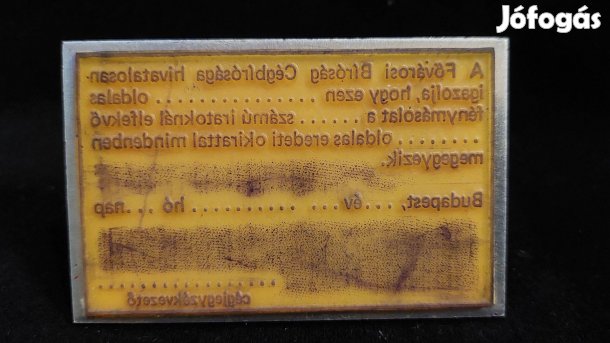 Jófogás
A Fővárosi Bíróság Cégbírósága hivatalosan
igazolja, hogy ezen . . . . . . . . . . . . oldalas
fénymásolat a . . . . . . . számú iratoknál elfekvő
. . . . . . . . oldalas eredeti okirattal mindenben
megegyezik.
Budapest, . . . . év . . . . . . . . . . . . hó . . . . nap
. . . . . . . . . . . . . . . . . . . .
cégjegyzékvezető